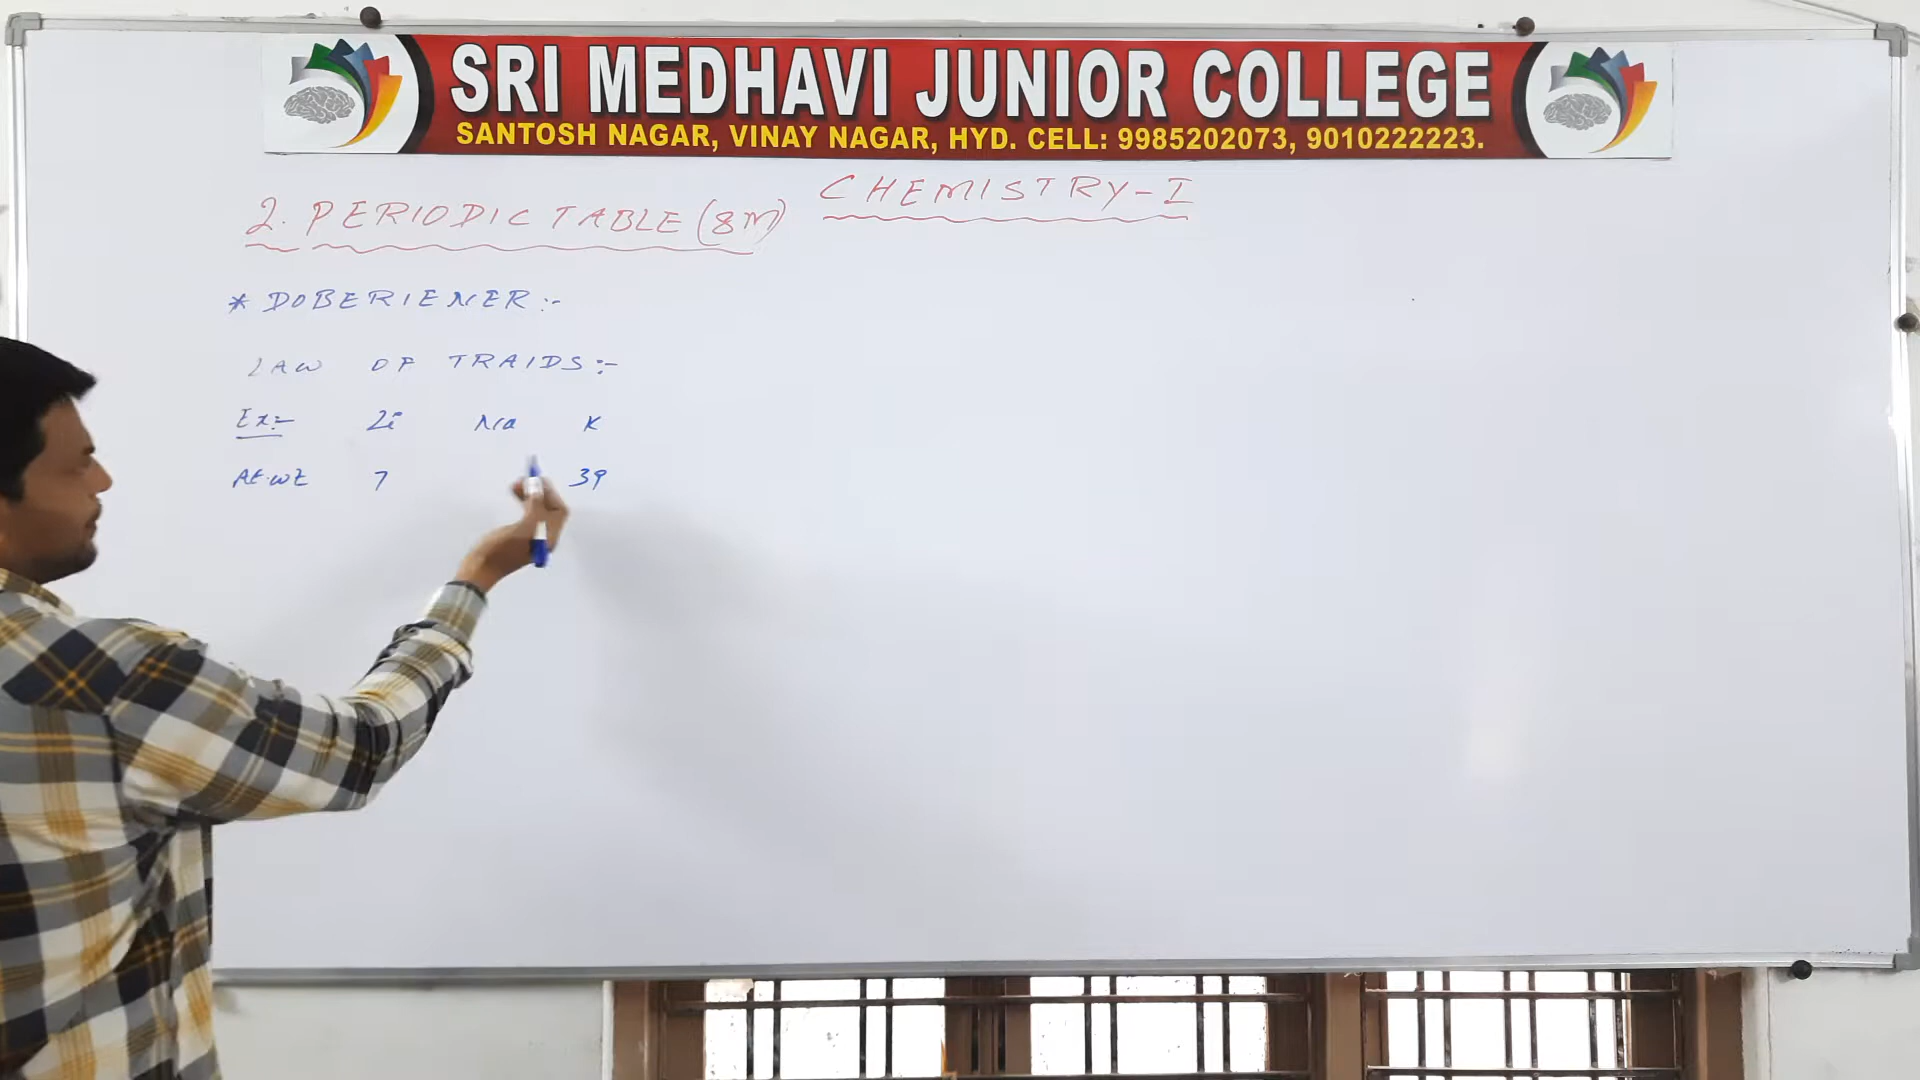 SRI MEDHAVI JUNIOR COLLEGE
SANTOSH NAGAR, VINAY NAGAR, HYD. CELL: 9985202073, 9010222223.
CHEMISTRY-I
2. PERIODIC TABLE (8M)
* DOBERIENER:-
LAW OF TRAIDS:-
Ex:- Li Na K
At.wt 7 39